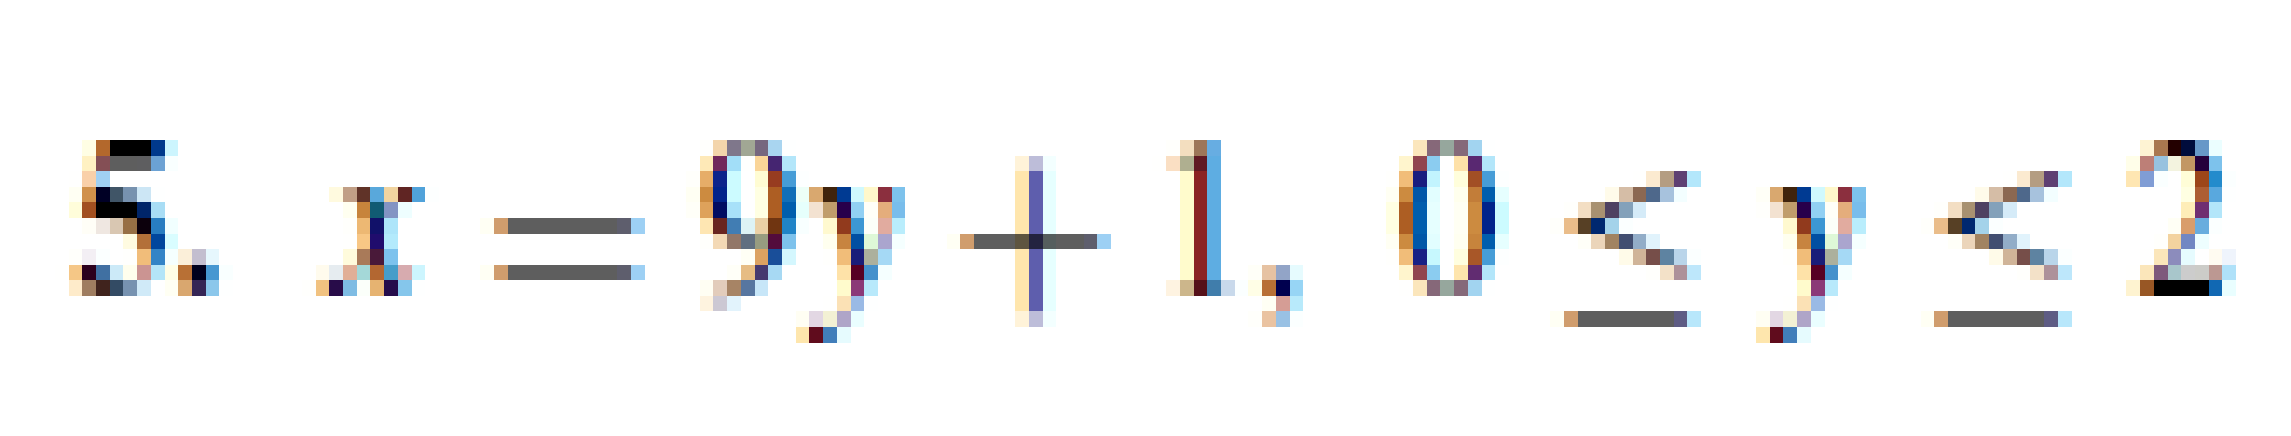 5. x = 9y + 1, 0 ≤ y ≤ 2